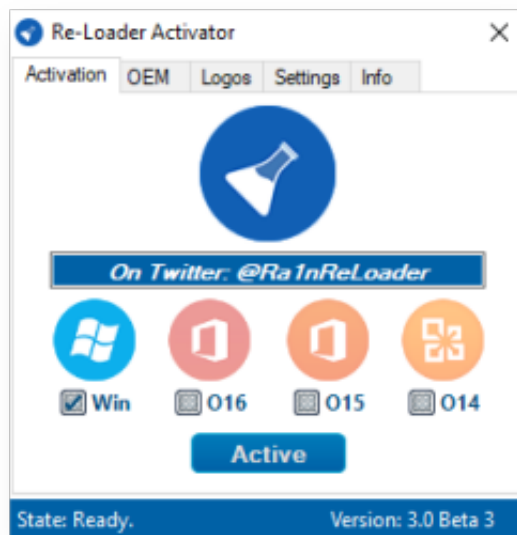 Re-Loader Activator
Activation OEM Logos Settings Info
On Twitter: @Ra1nReLoader
Win O16 O15 O14
Active
State: Ready. Version: 3.0 Beta 3